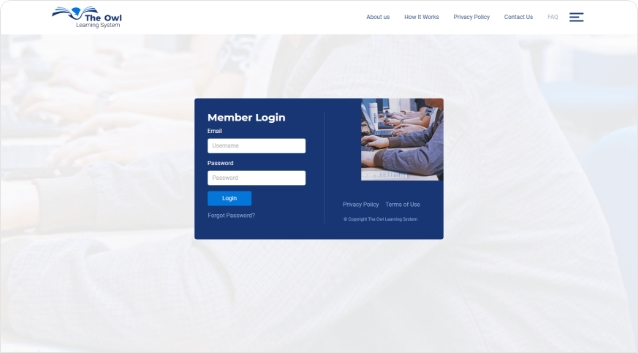 The Owl
Learning System
About us
How It Works
Privacy Policy
Contact Us
FAQ
Member Login
Email
Username
Password
Password
Login
Forgot Password?
Privacy Policy
Terms of Use
© Copyright The Owl Learning System